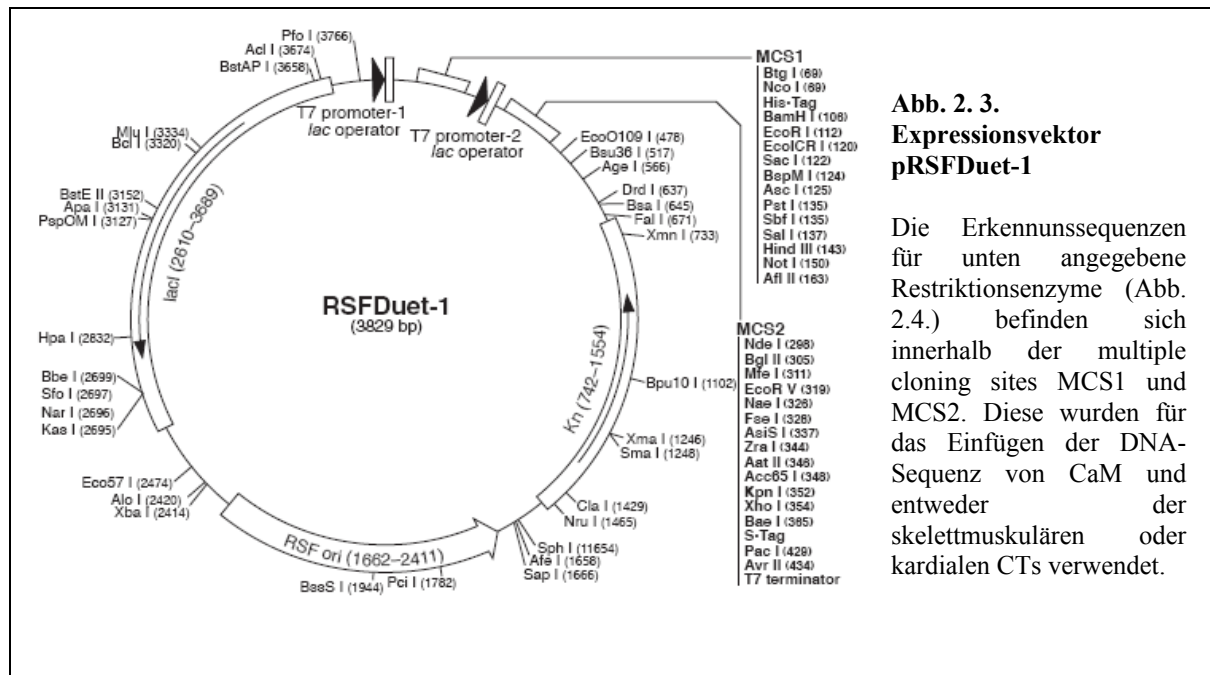 Pfo I (3766)
Acl I (3674)
BstAP I (3658)
T7 promoter-1
lac operator
T7 promoter-2
lac operator
Mlu I (3334)
Bcl I (3320)
BstE II (3152)
Apa I (3131)
PspOM I (3127)
lacI (2610–3689)
Hpa I (2832)
Bbe I (2699)
Sfo I (2697)
Nar I (2696)
Kas I (2695)
Eco57 I (2474)
Alo I (2420)
Xba I (2414)
RSF ori (1662–2411)
BssS I (1944)
Pci I (1782)
RSFDuet-1
(3829 bp)
EcoO109 I (478)
Bsu36 I (517)
Age I (566)
Drd I (637)
Bsa I (645)
Fal I (671)
Xmn I (733)
Kn (742–1554)
Bpu10 I (1102)
Xma I (1246)
Sma I (1248)
Cla I (1429)
Nru I (1465)
Sph I (11654)
Afe I (1658)
Sap I (1666)
MCS1
Btg I (69)
Nco I (69)
His•Tag
BamH I (106)
EcoR I (112)
EcoICR I (120)
Sac I (122)
BspM I (124)
Asc I (125)
Pst I (135)
Sbf I (135)
Sal I (137)
Hind III (143)
Not I (150)
Afl II (163)
MCS2
Nde I (298)
Bgl II (305)
Mfe I (311)
EcoR V (319)
Nae I (326)
Fse I (328)
AsiS I (337)
Zra I (344)
Aat II (346)
Acc65 I (348)
Kpn I (352)
Xho I (354)
Bae I (365)
S•Tag
Pac I (429)
Avr II (434)
T7 terminator
Abb. 2. 3.
Expressionsvektor
pRSFDuet-1
Die Erkennunssequenzen
für unten angegebene
Restriktionsenzyme (Abb.
2.4.) befinden sich
innerhalb der multiple
cloning sites MCS1 und
MCS2. Diese wurden für
das Einfügen der DNA-
Sequenz von CaM und
entweder der
skelettmuskulären oder
kardialen CTs verwendet.